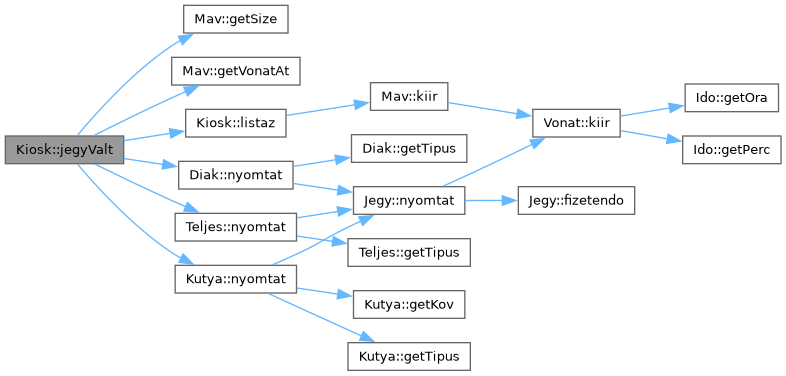 Kiosk::jegyValt
Mav::getSize
Mav::getVonatAt
Kiosk::listaz
Mav::kiir
Vonat::kiir
Ido::getOra
Ido::getPerc
Diak::nyomtat
Diak::getTipus
Jegy::nyomtat
Jegy::fizetendo
Teljes::nyomtat
Teljes::getTipus
Kutya::nyomtat
Kutya::getKov
Kutya::getTipus